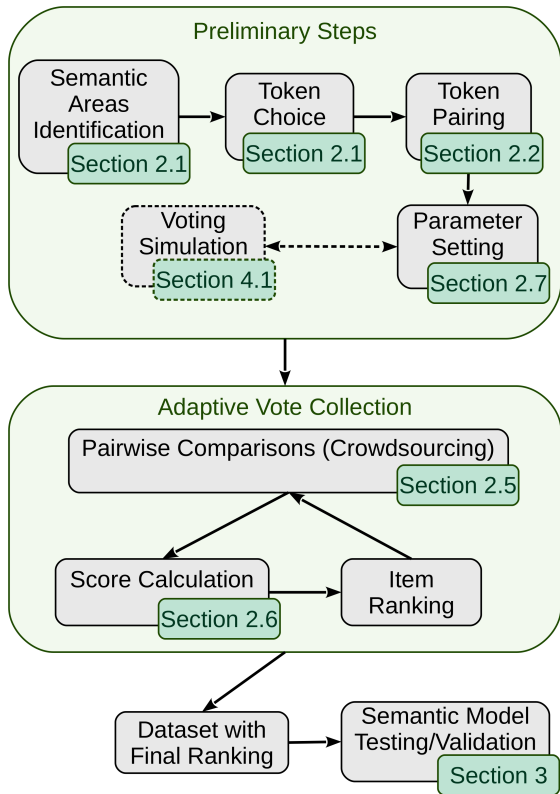 Preliminary Steps
Semantic
Areas
Identification
Section 2.1
Token
Choice
Section 2.1
Token
Pairing
Section 2.2
Voting
Simulation
Section 4.1
Parameter
Setting
Section 2.7
Adaptive Vote Collection
Pairwise Comparisons (Crowdsourcing)
Section 2.5
Score Calculation
Section 2.6
Item
Ranking
Dataset with
Final Ranking
Semantic Model
Testing/Validation
Section 3